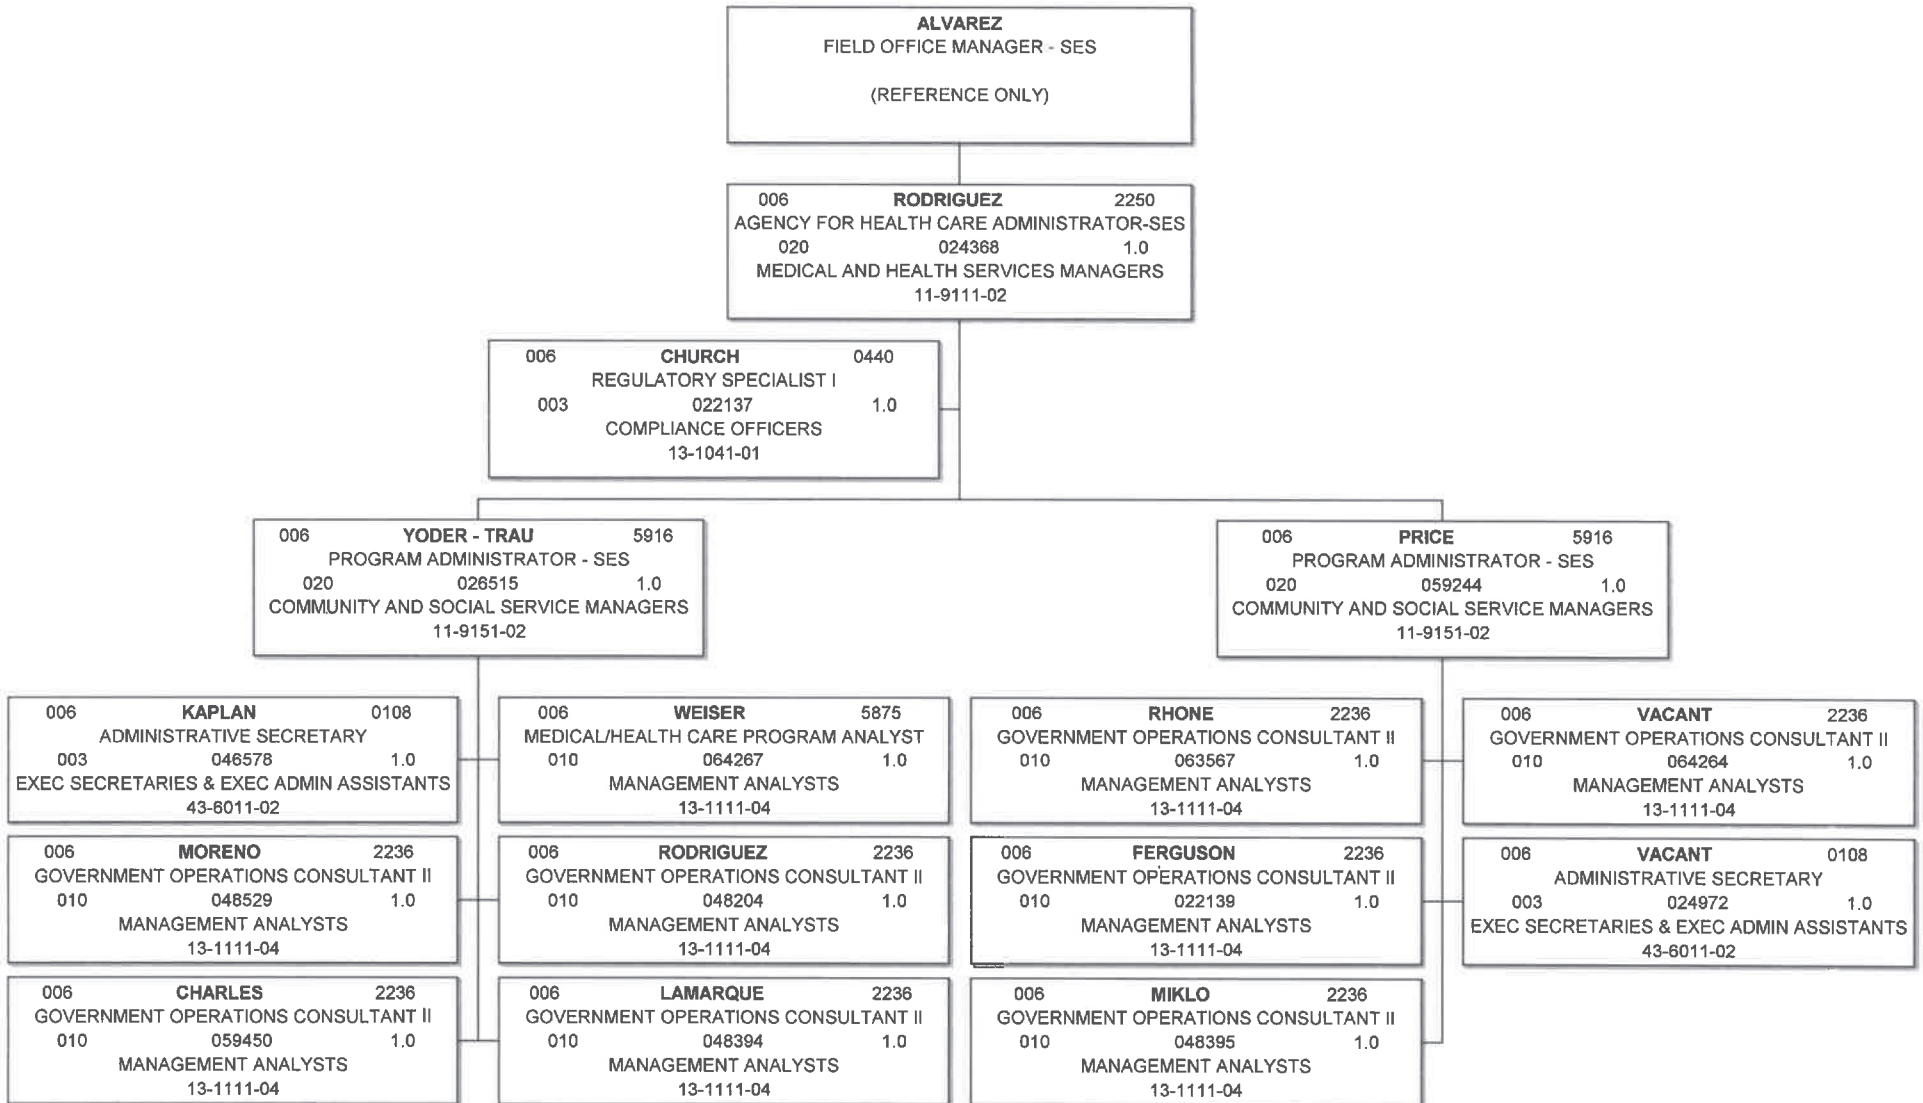 ALVAREZ
FIELD OFFICE MANAGER - SES
(REFERENCE ONLY)
006 RODRIGUEZ 2250
AGENCY FOR HEALTH CARE ADMINISTRATOR-SES
020 024368 1.0
MEDICAL AND HEALTH SERVICES MANAGERS
11-9111-02
006 CHURCH 0440
REGULATORY SPECIALIST I
003 022137 1.0
COMPLIANCE OFFICERS
13-1041-01
006 YODER - TRAU 5916
PROGRAM ADMINISTRATOR - SES
020 026515 1.0
COMMUNITY AND SOCIAL SERVICE MANAGERS
11-9151-02
006 PRICE 5916
PROGRAM ADMINISTRATOR - SES
020 059244 1.0
COMMUNITY AND SOCIAL SERVICE MANAGERS
11-9151-02
006 KAPLAN 0108
ADMINISTRATIVE SECRETARY
003 046578 1.0
EXEC SECRETARIES & EXEC ADMIN ASSISTANTS
43-6011-02
006 WEISER 5875
MEDICAL/HEALTH CARE PROGRAM ANALYST
010 064267 1.0
MANAGEMENT ANALYSTS
13-1111-04
006 RHONE 2236
GOVERNMENT OPERATIONS CONSULTANT II
010 063567 1.0
MANAGEMENT ANALYSTS
13-1111-04
006 VACANT 2236
GOVERNMENT OPERATIONS CONSULTANT II
010 064264 1.0
MANAGEMENT ANALYSTS
13-1111-04
006 MORENO 2236
GOVERNMENT OPERATIONS CONSULTANT II
010 048529 1.0
MANAGEMENT ANALYSTS
13-1111-04
006 RODRIGUEZ 2236
GOVERNMENT OPERATIONS CONSULTANT II
010 048204 1.0
MANAGEMENT ANALYSTS
13-1111-04
006 FERGUSON 2236
GOVERNMENT OPERATIONS CONSULTANT II
010 022139 1.0
MANAGEMENT ANALYSTS
13-1111-04
006 VACANT 0108
ADMINISTRATIVE SECRETARY
003 024972 1.0
EXEC SECRETARIES & EXEC ADMIN ASSISTANTS
43-6011-02
006 CHARLES 2236
GOVERNMENT OPERATIONS CONSULTANT II
010 059450 1.0
MANAGEMENT ANALYSTS
13-1111-04
006 LAMARQUE 2236
GOVERNMENT OPERATIONS CONSULTANT II
010 048394 1.0
MANAGEMENT ANALYSTS
13-1111-04
006 MIKLO 2236
GOVERNMENT OPERATIONS CONSULTANT II
010 048395 1.0
MANAGEMENT ANALYSTS
13-1111-04